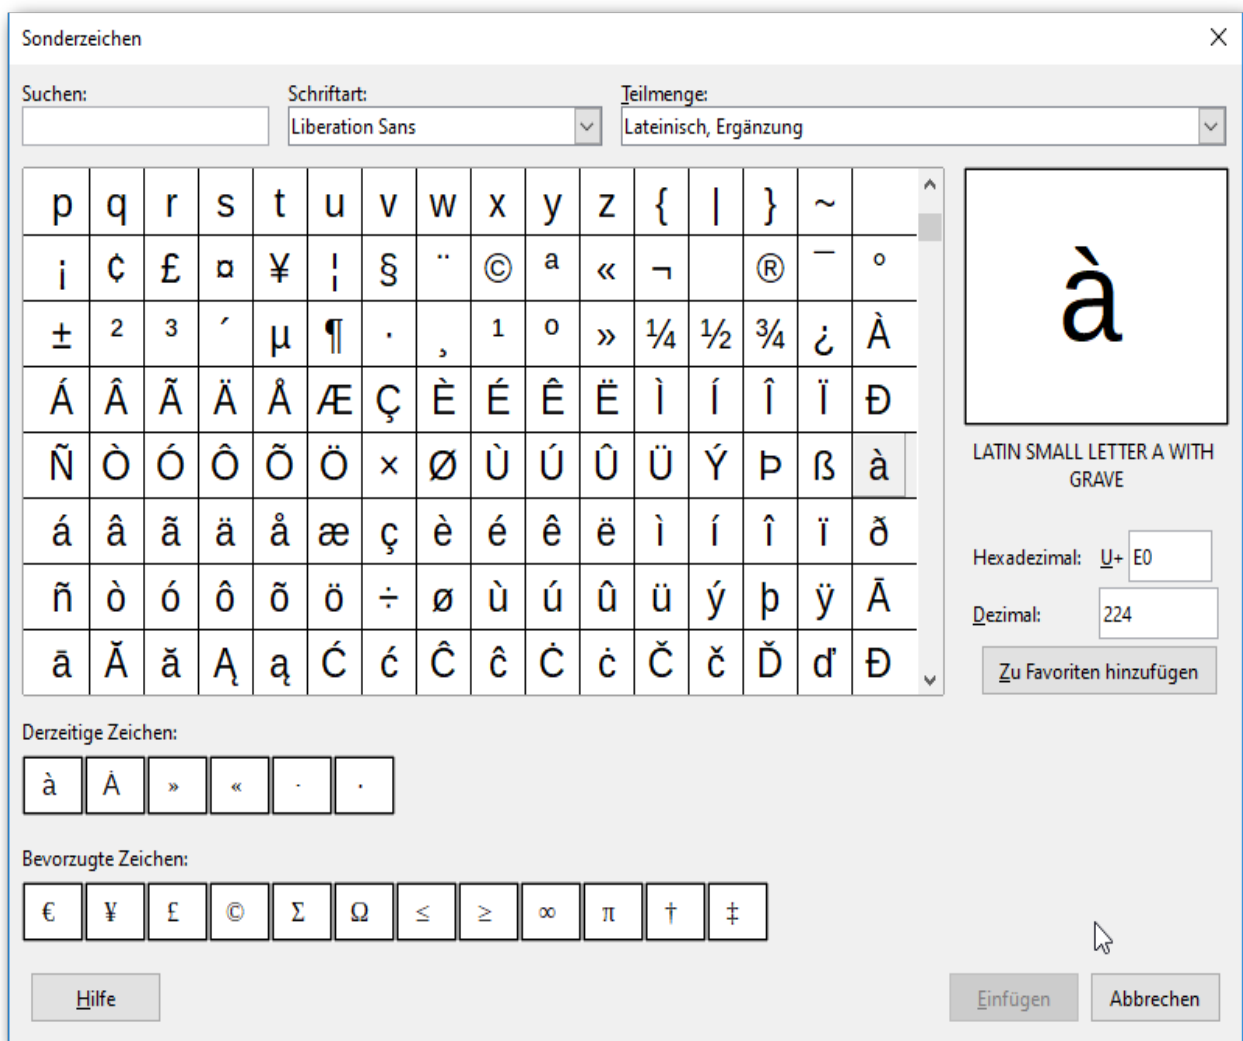 Sonderzeichen
Suchen: Schriftart: Teilmenge:
Liberation Sans Lateinisch, Ergänzung
p q r s t u v w x y z { | } ~
¡ ¢ £ ¤ ¥ ¦ § ¨ © ª « ¬ ® ¯ °
± ² ³ ´ µ ¶ · ¸ ¹ º » ¼ ½ ¾ ¿ À
Á Â Ã Ä Å Æ Ç È É Ê Ë Ì Í Î Ï Ð
Ñ Ò Ó Ô Õ Ö × Ø Ù Ú Û Ü Ý Þ ß à
á â ã ä å æ ç è é ê ë ì í î ï ð
ñ ò ó ô õ ö ÷ ø ù ú û ü ý þ ÿ Ā
ā Ă ă Ą ą Ć ć Ĉ ĉ Ċ ċ Č č Ď ď Đ
à
LATIN SMALL LETTER A WITH
GRAVE
Hexadezimal: U+ E0
Dezimal: 224
Zu Favoriten hinzufügen
Derzeitige Zeichen:
à Ȧ » « · ·
Bevorzugte Zeichen:
€ ¥ £ © Σ Ω ≤ ≥ ∞ π † ‡
Hilfe Einfügen Abbrechen